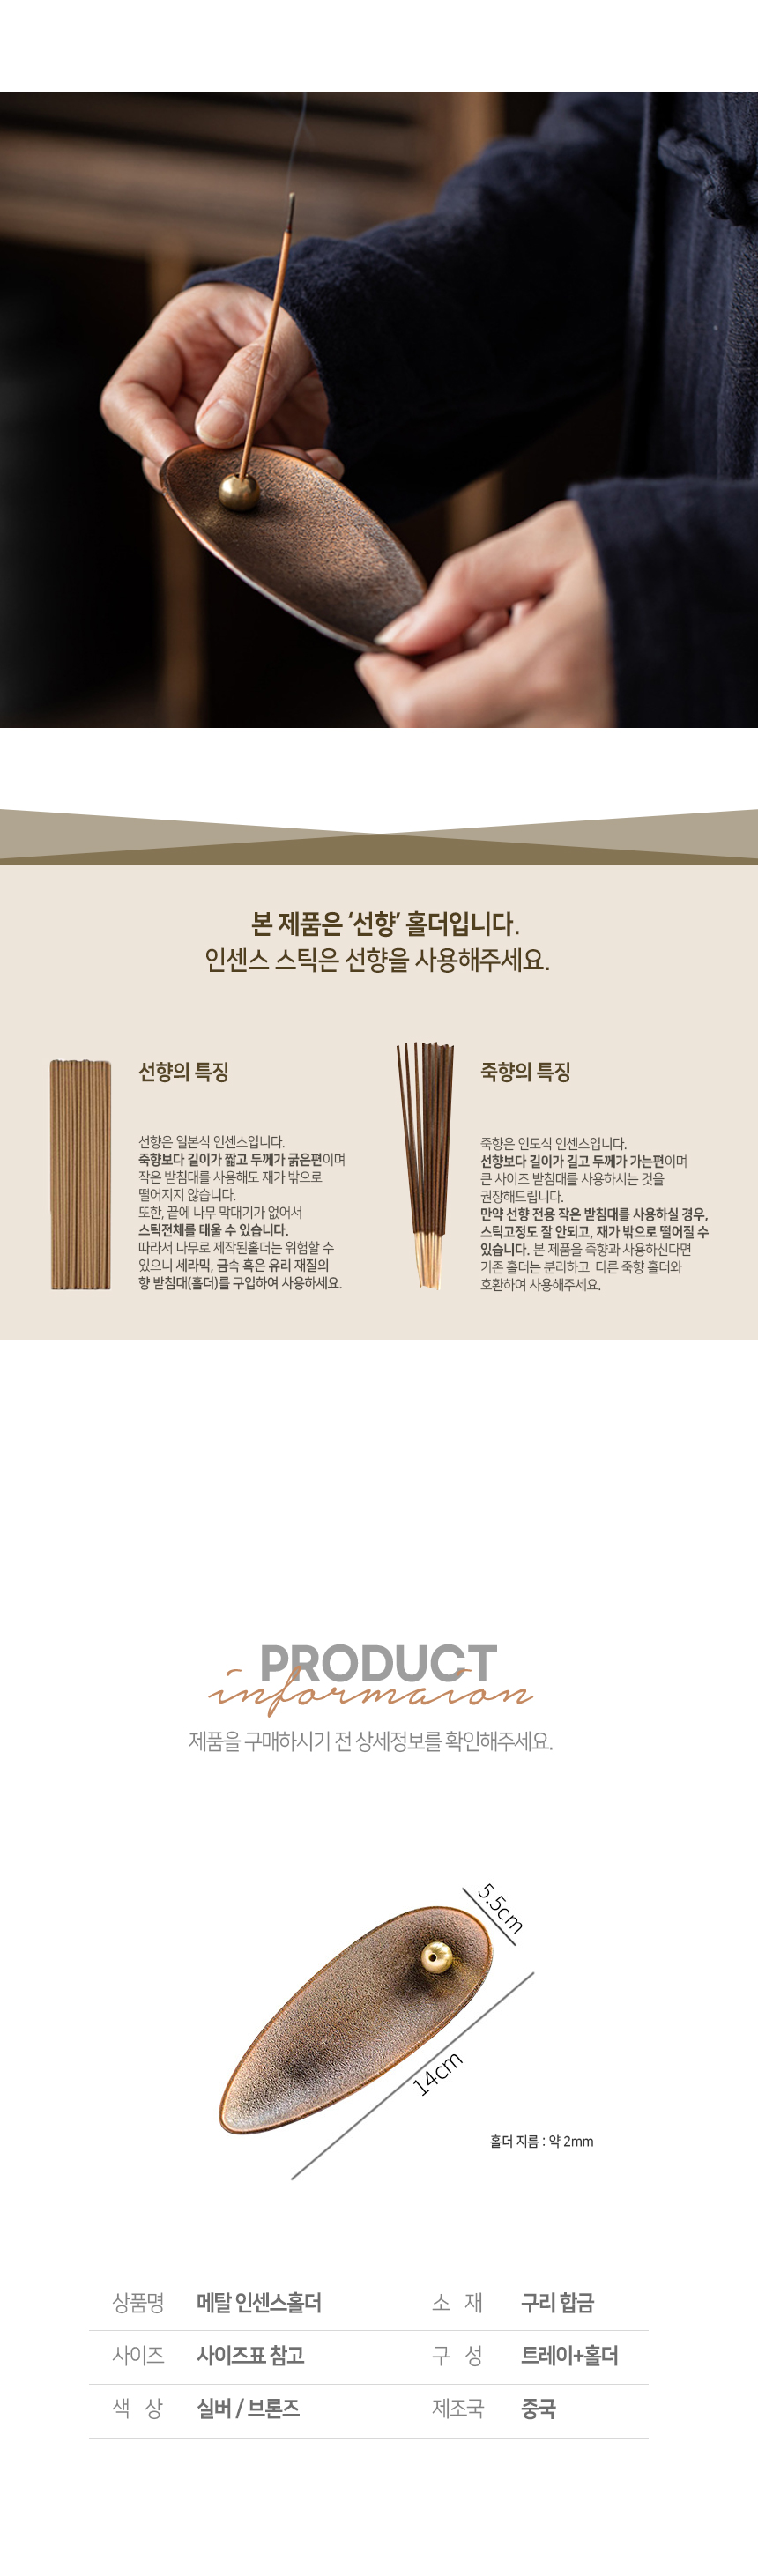 본 제품은 ‘선향’ 홀더입니다.
인센스 스틱은 선향을 사용해주세요.
선향의 특징
선향은 일본식 인센스입니다.
죽향보다 길이가 짧고 두께가 굵은편이며
작은 받침대를 사용해도 재가 밖으로
떨어지지 않습니다.
또한, 끝에 나무 막대기가 없어서
스틱전체를 태울 수 있습니다.
따라서 나무로 제작된홀더는 위험할 수
있으니 세라믹, 금속 혹은 유리 재질의
향 받침대(홀더)를 구입하여 사용하세요.
죽향의 특징
죽향은 인도식 인센스입니다.
선향보다 길이가 길고 두께가 가는편이며
큰 사이즈 받침대를 사용하시는 것을
권장해드립니다.
만약 선향 전용 작은 받침대를 사용하실 경우,
스틱고정도 잘 안되고, 재가 밖으로 떨어질 수
있습니다. 본 제품을 죽향과 사용하신다면
기존 홀더는 분리하고 다른 죽향 홀더와
호환하여 사용해주세요.
PRODUCT
informaion
제품을 구매하시기 전 상세정보를 확인해주세요.
5.5cm
14cm
홀더 지름 : 약 2mm
상품명 메탈 인센스홀더 소 재 구리 합금
사이즈 사이즈표 참고 구 성 트레이+홀더
색 상 실버 / 브론즈 제조국 중국